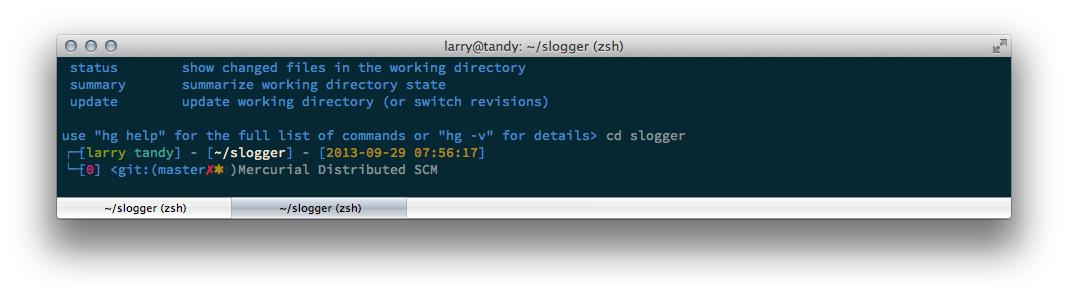 larry@tandy: ~/slogger (zsh)
status        show changed files in the working directory
summary       summarize working directory state
update        update working directory (or switch revisions)
use "hg help" for the full list of commands or "hg -v" for details> cd slogger
┌─[larry tandy] - [~/slogger] - [2013-09-29 07:56:17]
└─[0] <git:(master✗✱ )Mercurial Distributed SCM
~/slogger (zsh)    ~/slogger (zsh)